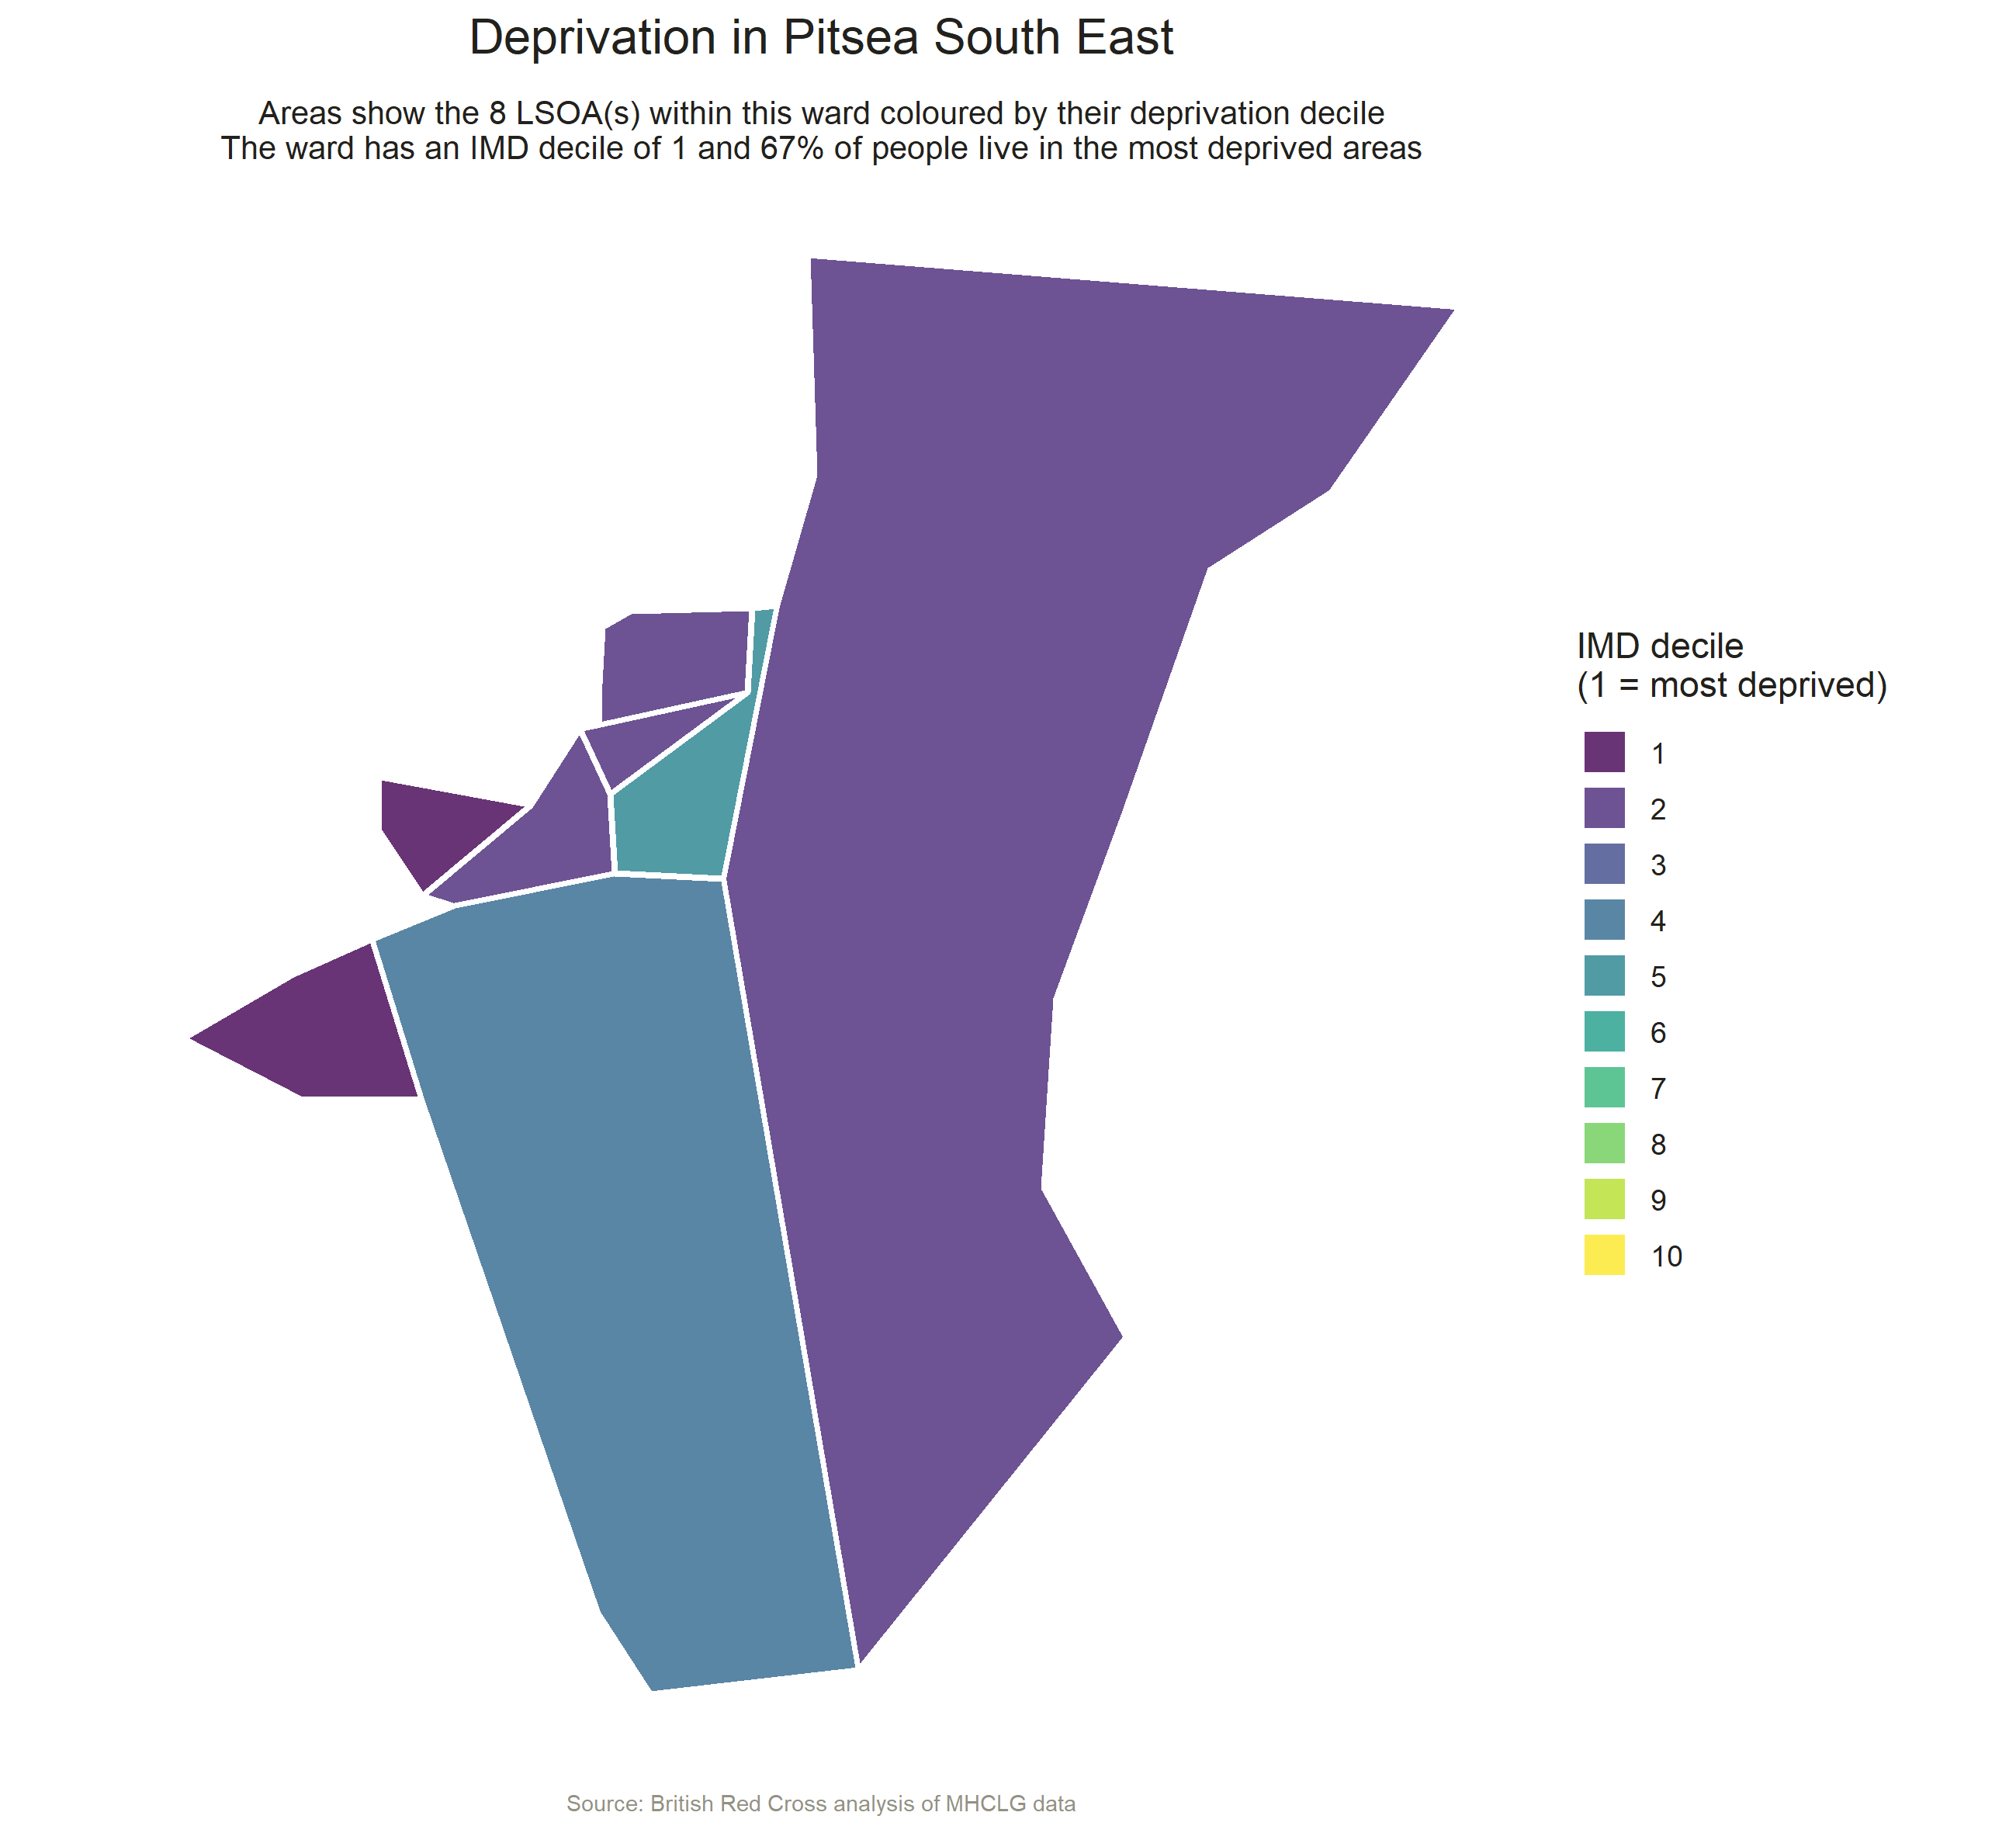 Deprivation in Pitsea South East
Areas show the 8 LSOA(s) within this ward coloured by their deprivation decile
The ward has an IMD decile of 1 and 67% of people live in the most deprived areas
IMD decile
(1 = most deprived)
1
2
3
4
5
6
7
8
9
10
Source: British Red Cross analysis of MHCLG data